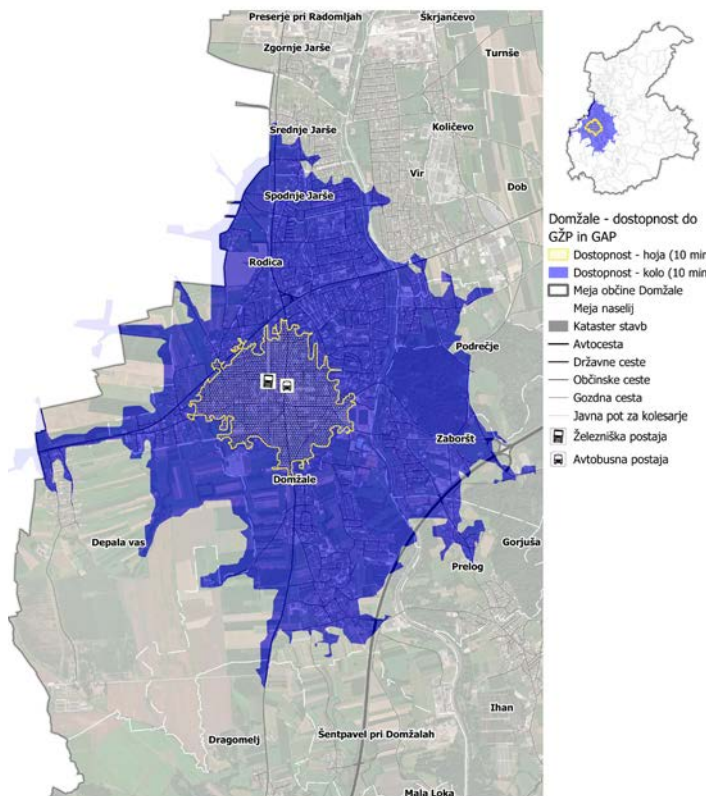 Preserje pri Radomljah
Škrjančevo
Zgornje Jarše
Turnše
Srednje Jarše
Količevo
Vir
Dob
Spodnje Jarše
Rodica
Podrečje
Zaboršt
Domžale
Depala vas
Gorjuša
Prelog
Ihan
Dragomelj
Šentpavel pri Domžalah
Mala Loka
Domžale - dostopnost do
GŽP in GAP
Dostopnost - hoja (10 min
Dostopnost - kolo (10 min
Meja občine Domžale
Meja naselij
Kataster stavb
Avtocesta
Državne ceste
Občinske ceste
Gozdna cesta
Javna pot za kolesarje
Železniška postaja
Avtobusna postaja